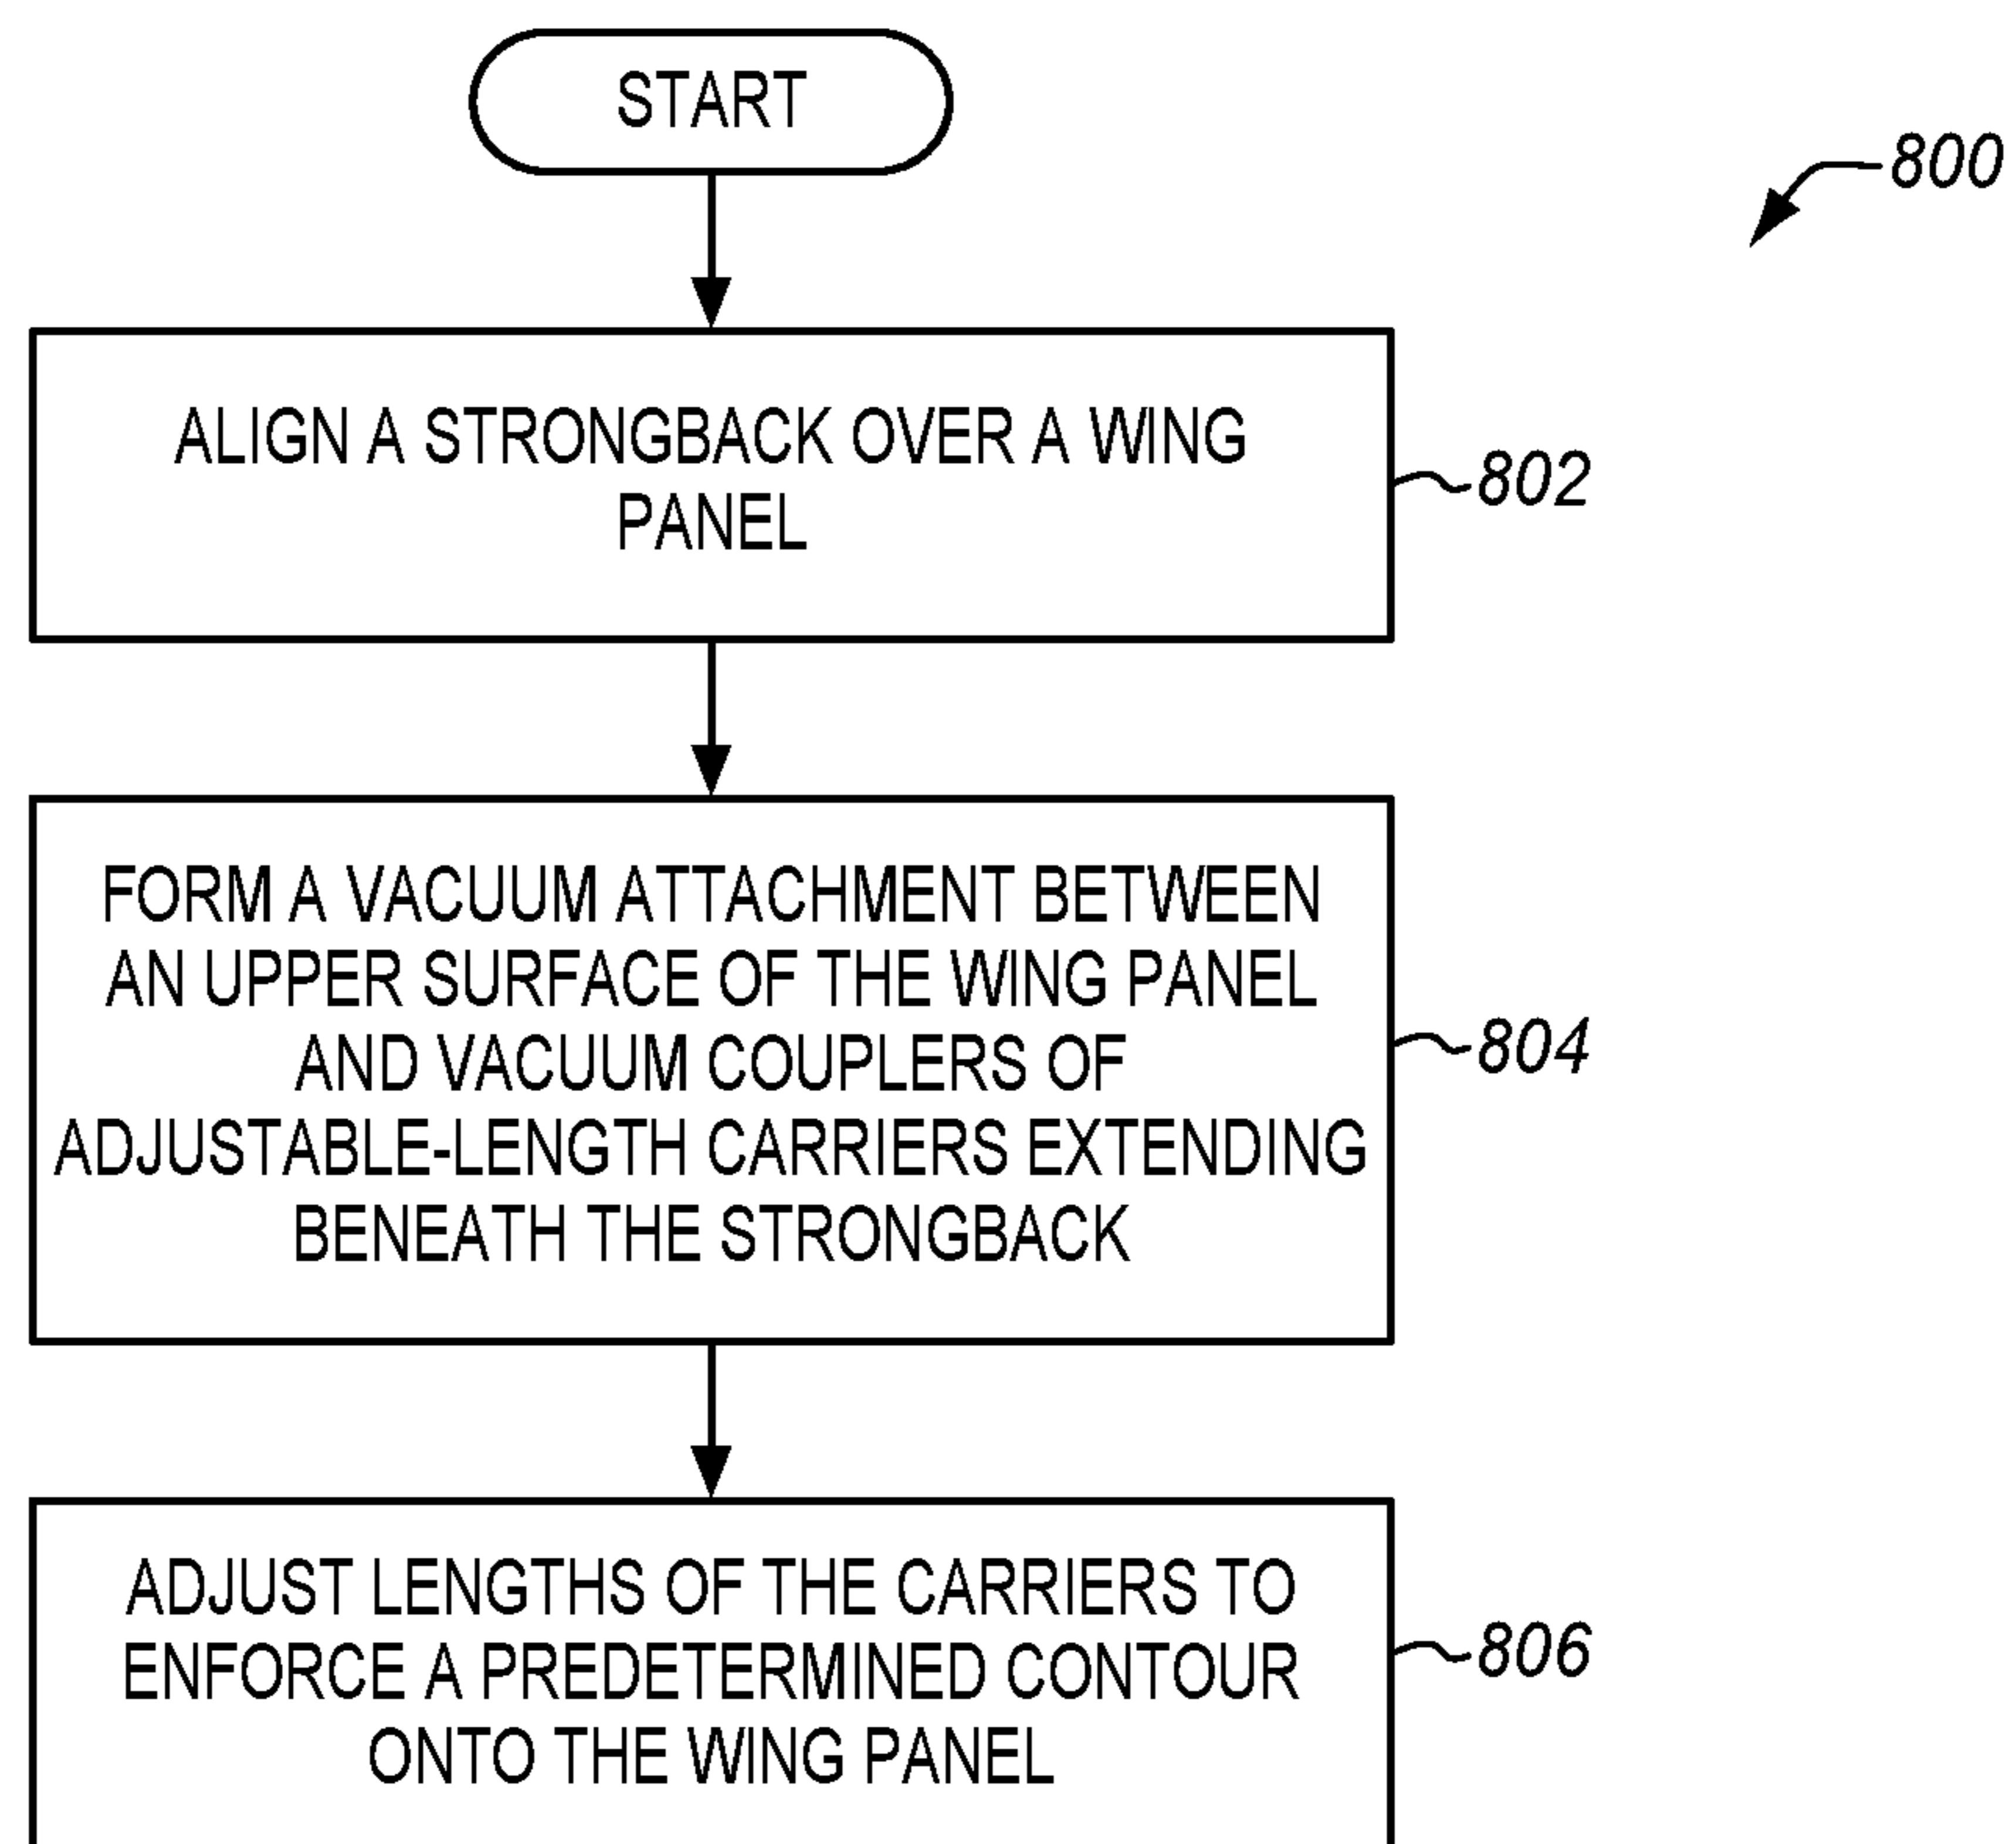 START
800
ALIGN A STRONGBACK OVER A WING
PANEL
802
FORM A VACUUM ATTACHMENT BETWEEN
AN UPPER SURFACE OF THE WING PANEL
AND VACUUM COUPLERS OF
ADJUSTABLE-LENGTH CARRIERS EXTENDING
BENEATH THE STRONGBACK
804
ADJUST LENGTHS OF THE CARRIERS TO
ENFORCE A PREDETERMINED CONTOUR
ONTO THE WING PANEL
806